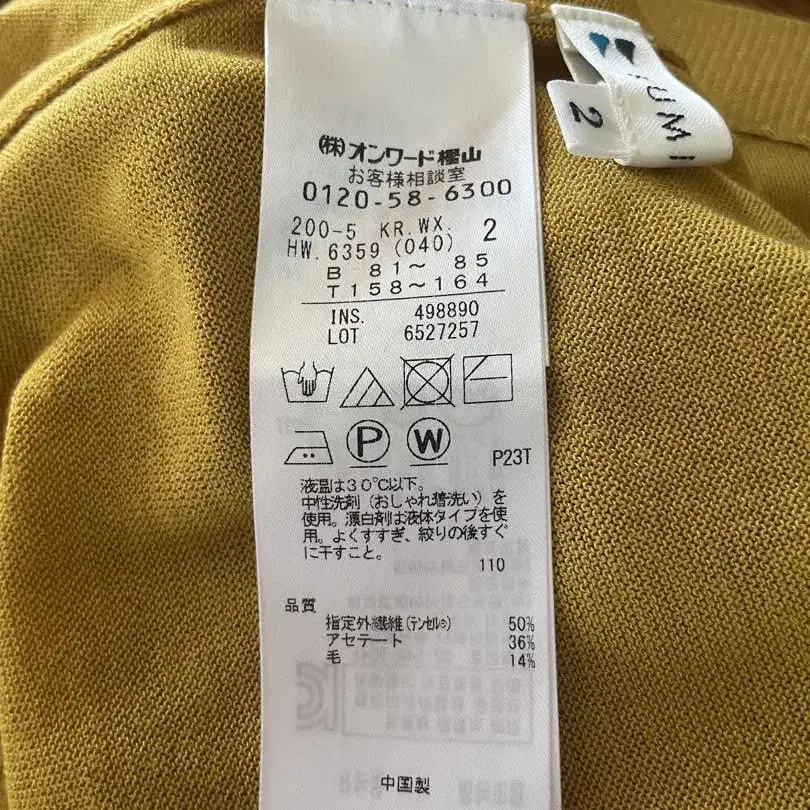 (株)オンワード樫山
お客様相談室
0120-58-6300
200-5 KR.WX. 2
HW.6359 (040)
B 81～ 85
T158～164
INS. 498890
LOT 6527257
P W P23T
液温は30℃以下。
中性洗剤(おしゃれ着洗い)を
使用。漂白剤は液体タイプを使
用。よくすすぎ、絞りの後すぐ
に干すこと。
110
品質
指定外繊維(テンセル®) 50%
アセテート 36%
毛 14%
中国製
2